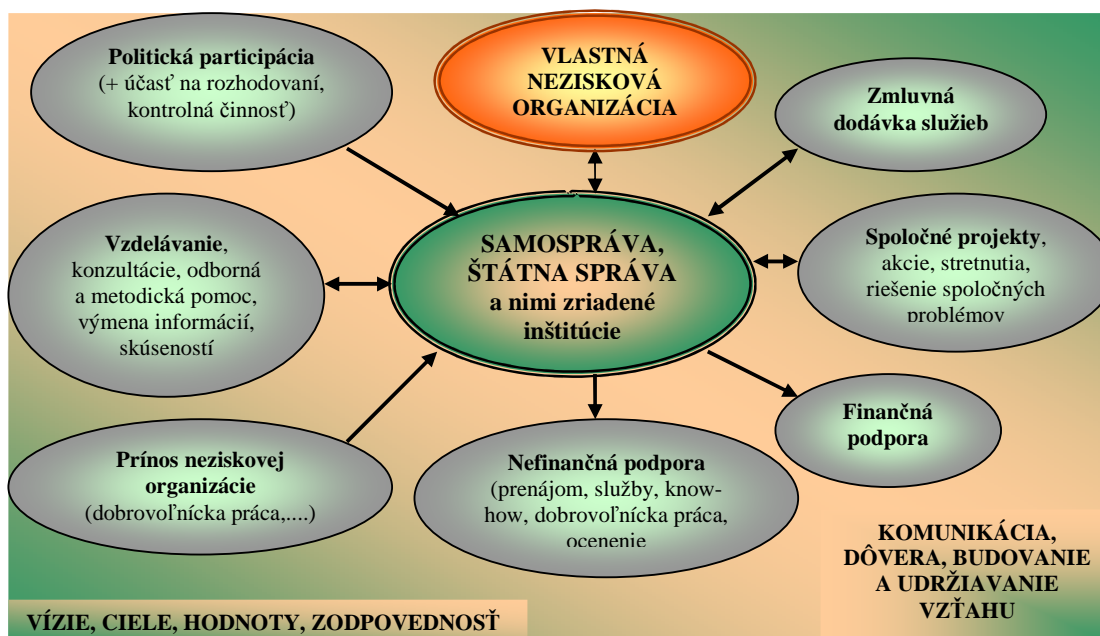 Politická participácia
(+ účasť na rozhodovaní,
kontrolná činnosť)
VLASTNÁ
NEZISKOVÁ
ORGANIZÁCIA
Zmluvná
dodávka služieb
Vzdelávanie,
konzultácie, odborná
a metodická pomoc,
výmena informácií,
skúseností
SAMOSPRÁVA,
ŠTÁTNA SPRÁVA
a nimi zriadené
inštitúcie
Spoločné projekty,
akcie, stretnutia,
riešenie spoločných
problémov
Prínos neziskovej
organizácie
(dobrovoľnícka práca,....)
Nefinančná podpora
(prenájom, služby, know-
how, dobrovoľnícka práca,
ocenenie
Finančná
podpora
KOMUNIKÁCIA,
DÔVERA, BUDOVANIE
A UDRŽIAVANIE
VZŤAHU
VÍZIE, CIELE, HODNOTY, ZODPOVEDNOSŤ